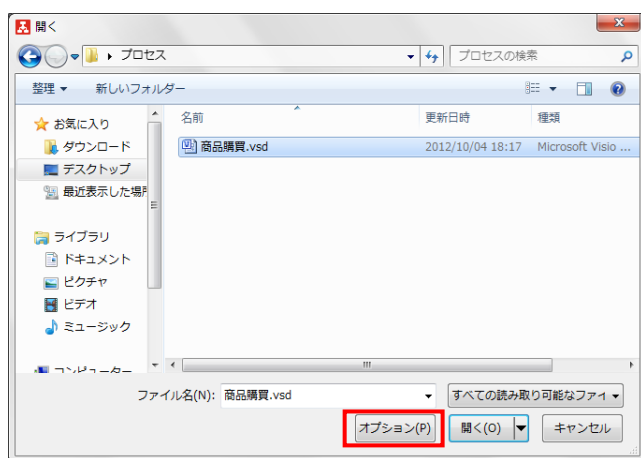 開く
プロセス
プロセスの検索
整理 新しいフォルダー
お気に入り
ダウンロード
デスクトップ
最近表示した場所
ライブラリ
ドキュメント
ピクチャ
ビデオ
ミュージック
コンピューター
名前 更新日時 種類
商品購買.vsd 2012/10/04 18:17 Microsoft Visio ...
ファイル名(N): 商品購買.vsd
すべての読み取り可能なファイ
オプション(P) 開く(O) キャンセル